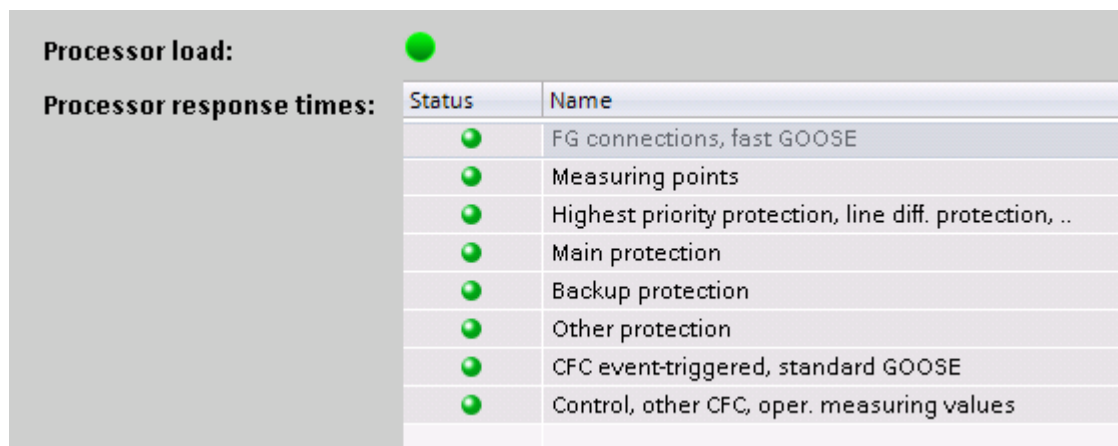 Processor load:
Processor response times:
Status Name
FG connections, fast GOOSE
Measuring points
Highest priority protection, line diff. protection, ..
Main protection
Backup protection
Other protection
CFC event-triggered, standard GOOSE
Control, other CFC, oper. measuring values